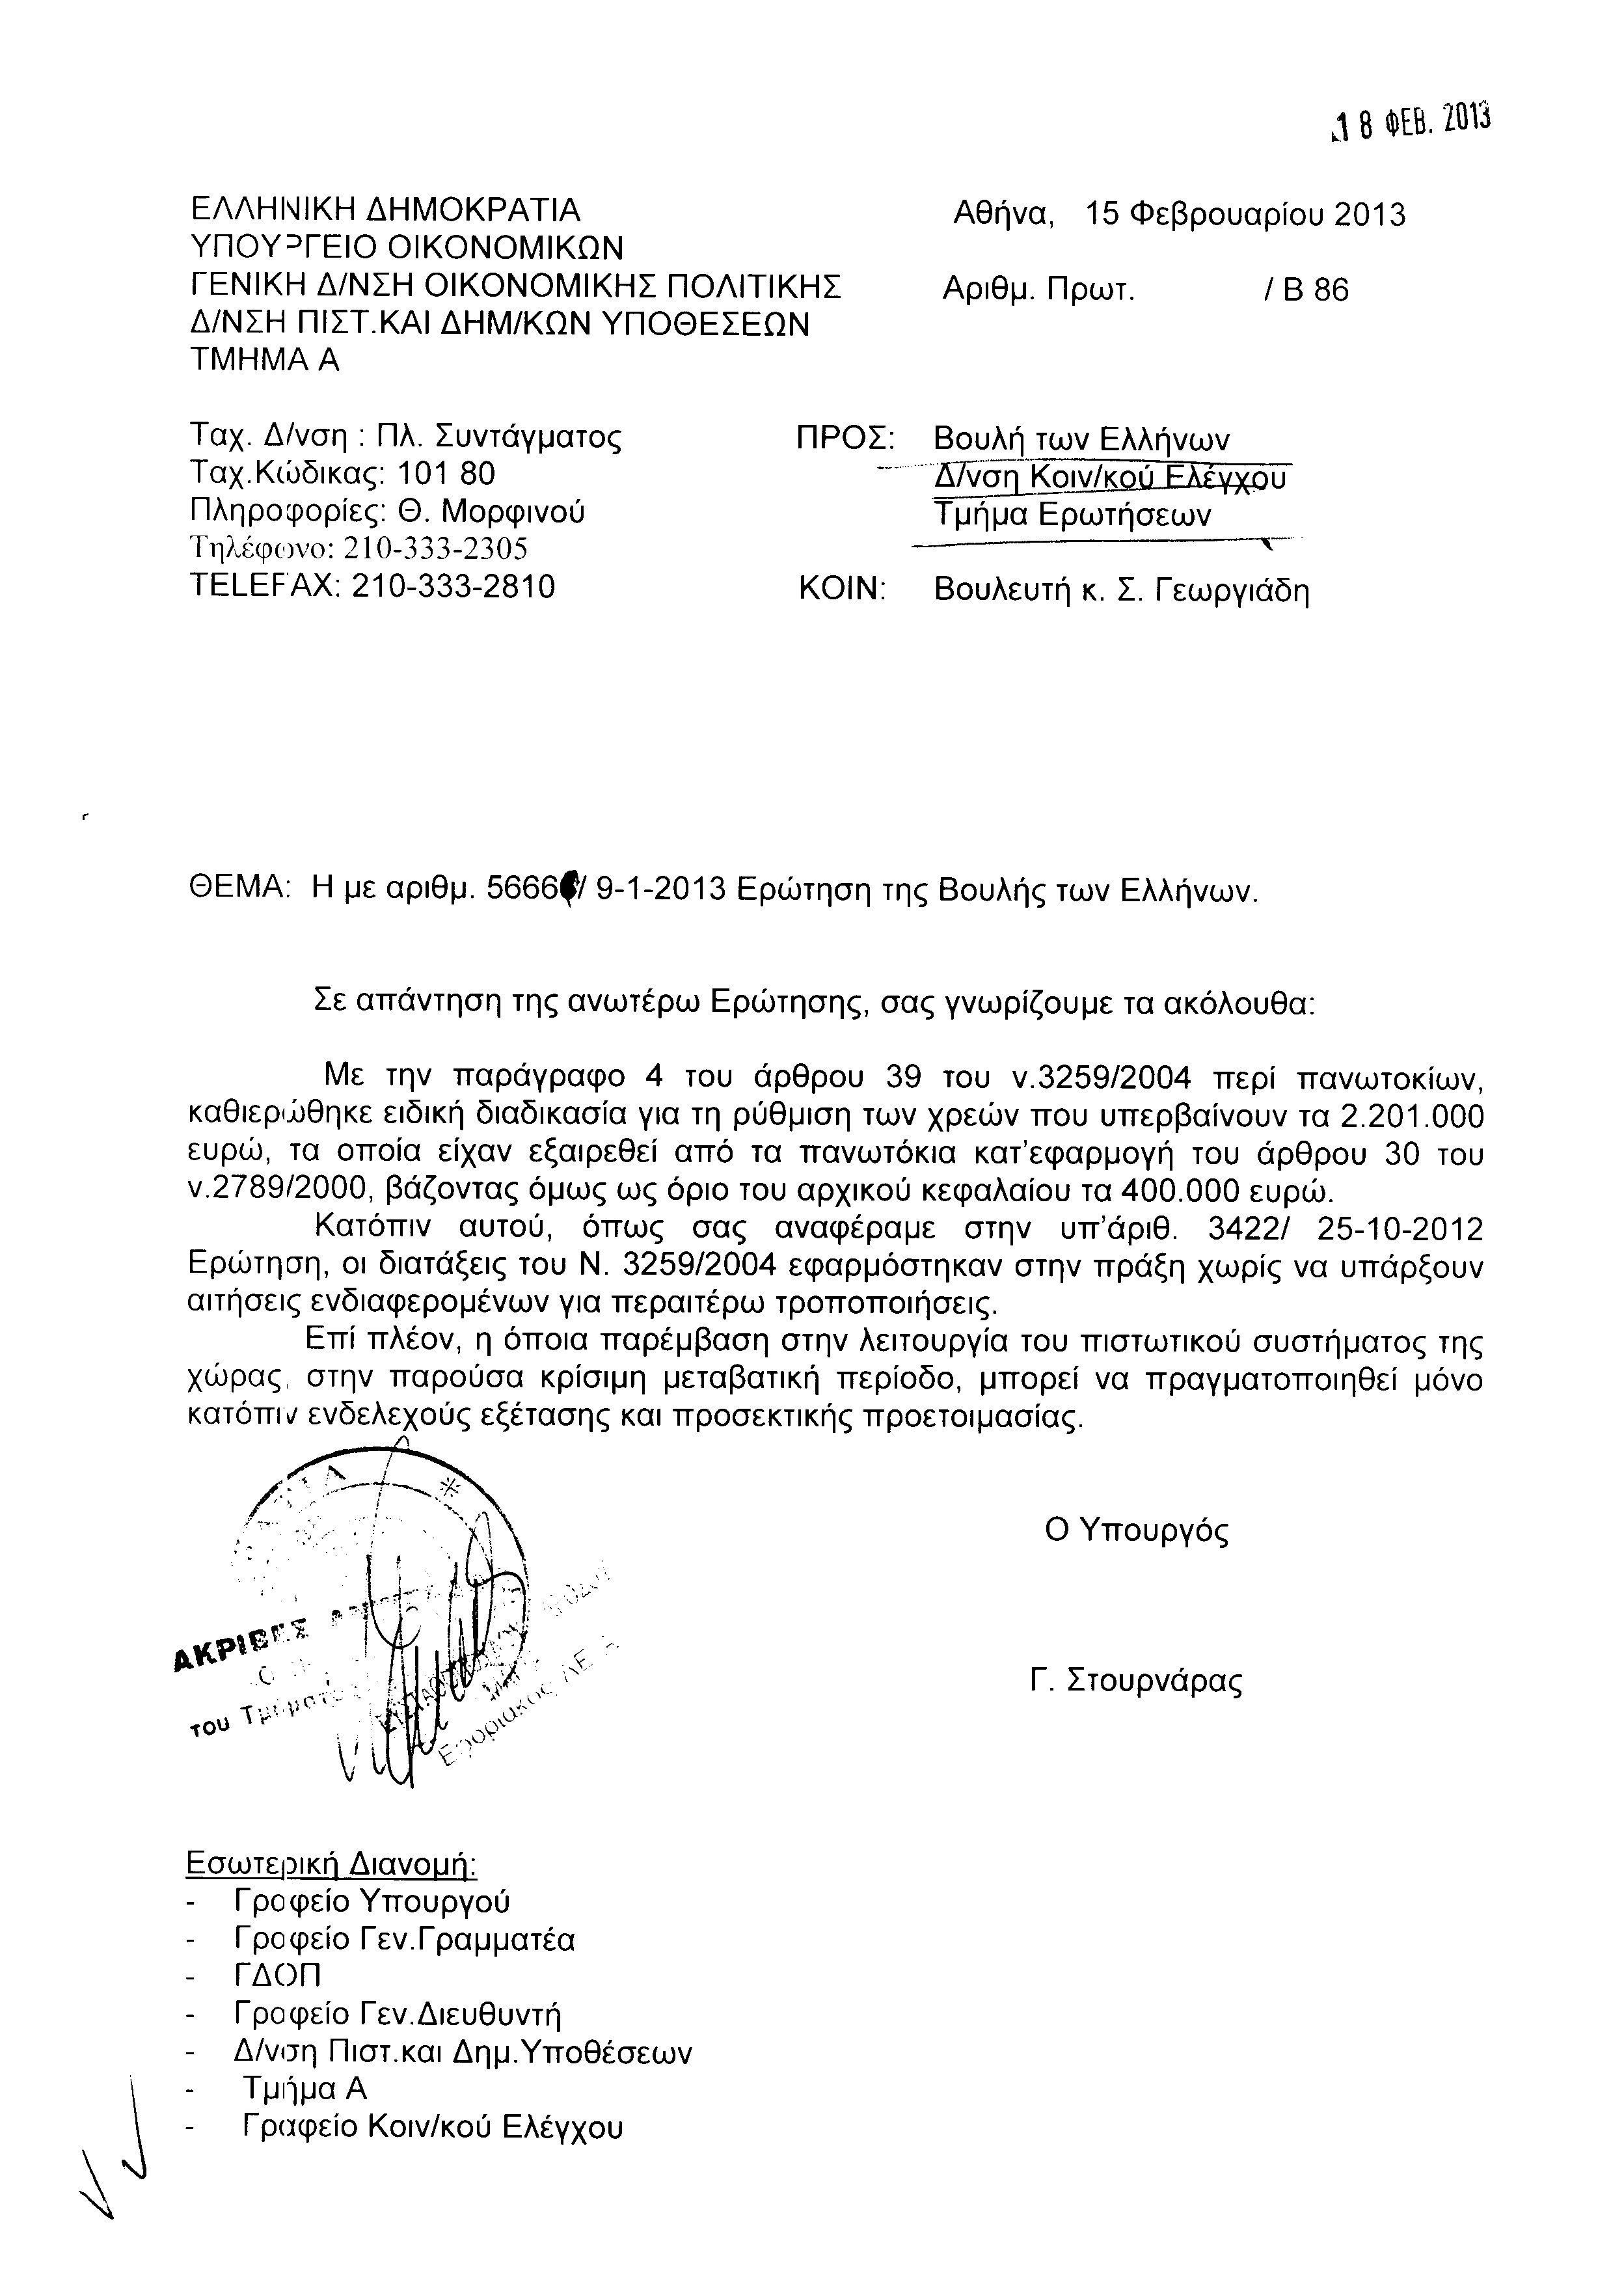 18 ΦΕΒ. 2013
ΕΛΛΗΝΙΚΗ ΔΗΜΟΚΡΑΤΙΑ
ΥΠΟΥΡΓΕΙΟ ΟΙΚΟΝΟΜΙΚΩΝ
ΓΕΝΙΚΗ Δ/ΝΣΗ ΟΙΚΟΝΟΜΙΚΗΣ ΠΟΛΙΤΙΚΗΣ
Δ/ΝΣΗ ΠΙΣΤ.ΚΑΙ ΔΗΜ/ΚΩΝ ΥΠΟΘΕΣΕΩΝ
ΤΜΗΜΑ Α
Αθήνα, 15 Φεβρουαρίου 2013
Αριθμ. Πρωτ. / Β 86
Ταχ. Δ/νση : Πλ. Συντάγματος
Ταχ.Κώδικας: 101 80
Πληροφορίες: Θ. Μορφινού
Τηλέφωνο: 210-333-2305
TELEFAX: 210-333-2810
ΠΡΟΣ: Βουλή των Ελλήνων
Δ/νση Κοιν/κού Ελέγχου
Τμήμα Ερωτήσεων
ΚΟΙΝ: Βουλευτή κ. Σ. Γεωργιάδη
ΘΕΜΑ: Η με αριθμ. 5666/ 9-1-2013 Ερώτηση της Βουλής των Ελλήνων.
Σε απάντηση της ανωτέρω Ερώτησης, σας γνωρίζουμε τα ακόλουθα:
Με την παράγραφο 4 του άρθρου 39 του ν.3259/2004 περί πανωτοκίων,
καθιερώθηκε ειδική διαδικασία για τη ρύθμιση των χρεών που υπερβαίνουν τα 2.201.000
ευρώ, τα οποία είχαν εξαιρεθεί από τα πανωτόκια κατ'εφαρμογή του άρθρου 30 του
ν.2789/2000, βάζοντας όμως ως όριο του αρχικού κεφαλαίου τα 400.000 ευρώ.
Κατόπιν αυτού, όπως σας αναφέραμε στην υπ'άριθ. 3422/ 25-10-2012
Ερώτηση, οι διατάξεις του Ν. 3259/2004 εφαρμόστηκαν στην πράξη χωρίς να υπάρξουν
αιτήσεις ενδιαφερομένων για περαιτέρω τροποποιήσεις.
Επί πλέον, η όποια παρέμβαση στην λειτουργία του πιστωτικού συστήματος της
χώρας, στην παρούσα κρίσιμη μεταβατική περίοδο, μπορεί να πραγματοποιηθεί μόνο
κατόπιν ενδελεχούς εξέτασης και προσεκτικής προετοιμασίας.
Ο Υπουργός
Γ. Στουρνάρας
ΑΚΡΙΒΕΣ
του
Εσωτερική Διανομή:
- Γραφείο Υπουργού
- Γραφείο Γεν.Γραμματέα
- ΓΔΟΠ
- Γραφείο Γεν.Διευθυντή
- Δ/νση Πιστ.και Δημ.Υποθέσεων
- Τμήμα Α
- Γραφείο Κοιν/κού Ελέγχου